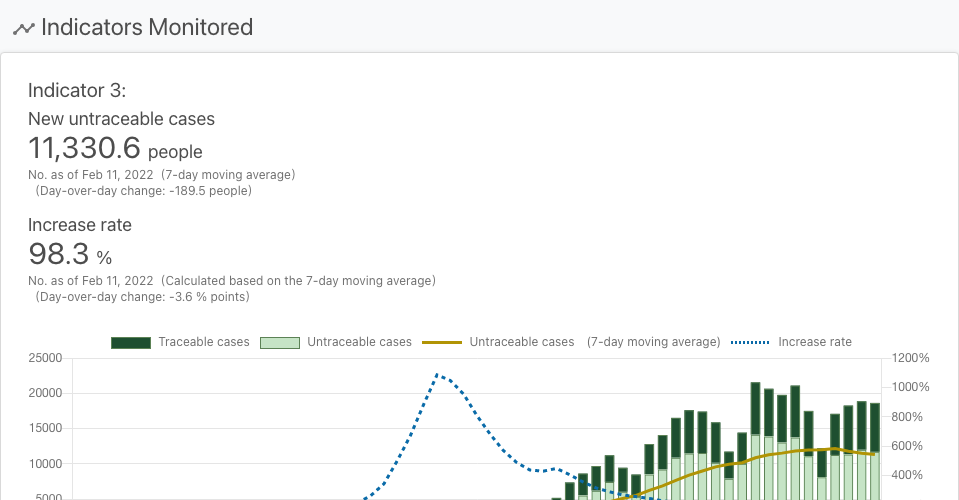 Indicators Monitored
Indicator 3:
New untraceable cases
11,330.6 people
No. as of Feb 11, 2022 (7-day moving average)
(Day-over-day change: -189.5 people)
Increase rate
98.3 %
No. as of Feb 11, 2022 (Calculated based on the 7-day moving average)
(Day-over-day change: -3.6 % points)
Traceable cases Untraceable cases Untraceable cases (7-day moving average) Increase rate
25000 1200%
20000 1000%
15000 800%
10000 600%
5000 400%